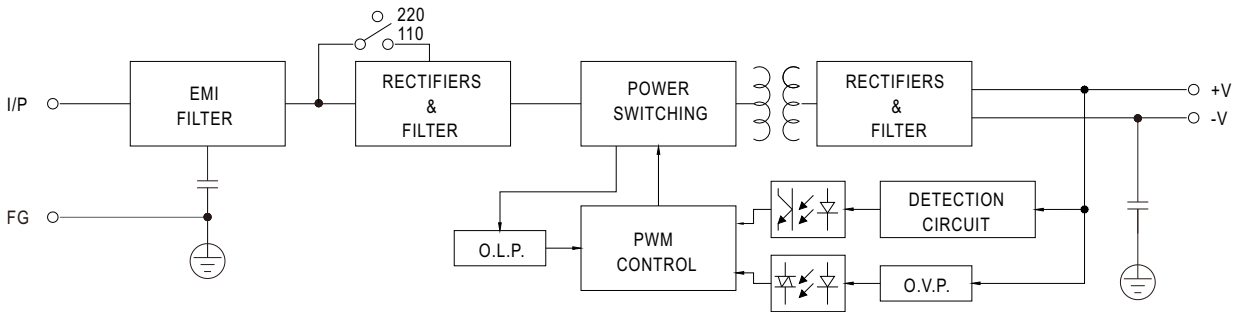 220
110
I/P
EMI
FILTER
RECTIFIERS
&
FILTER
POWER
SWITCHING
RECTIFIERS
&
FILTER
+V
-V
FG
O.L.P.
PWM
CONTROL
DETECTION
CIRCUIT
O.V.P.